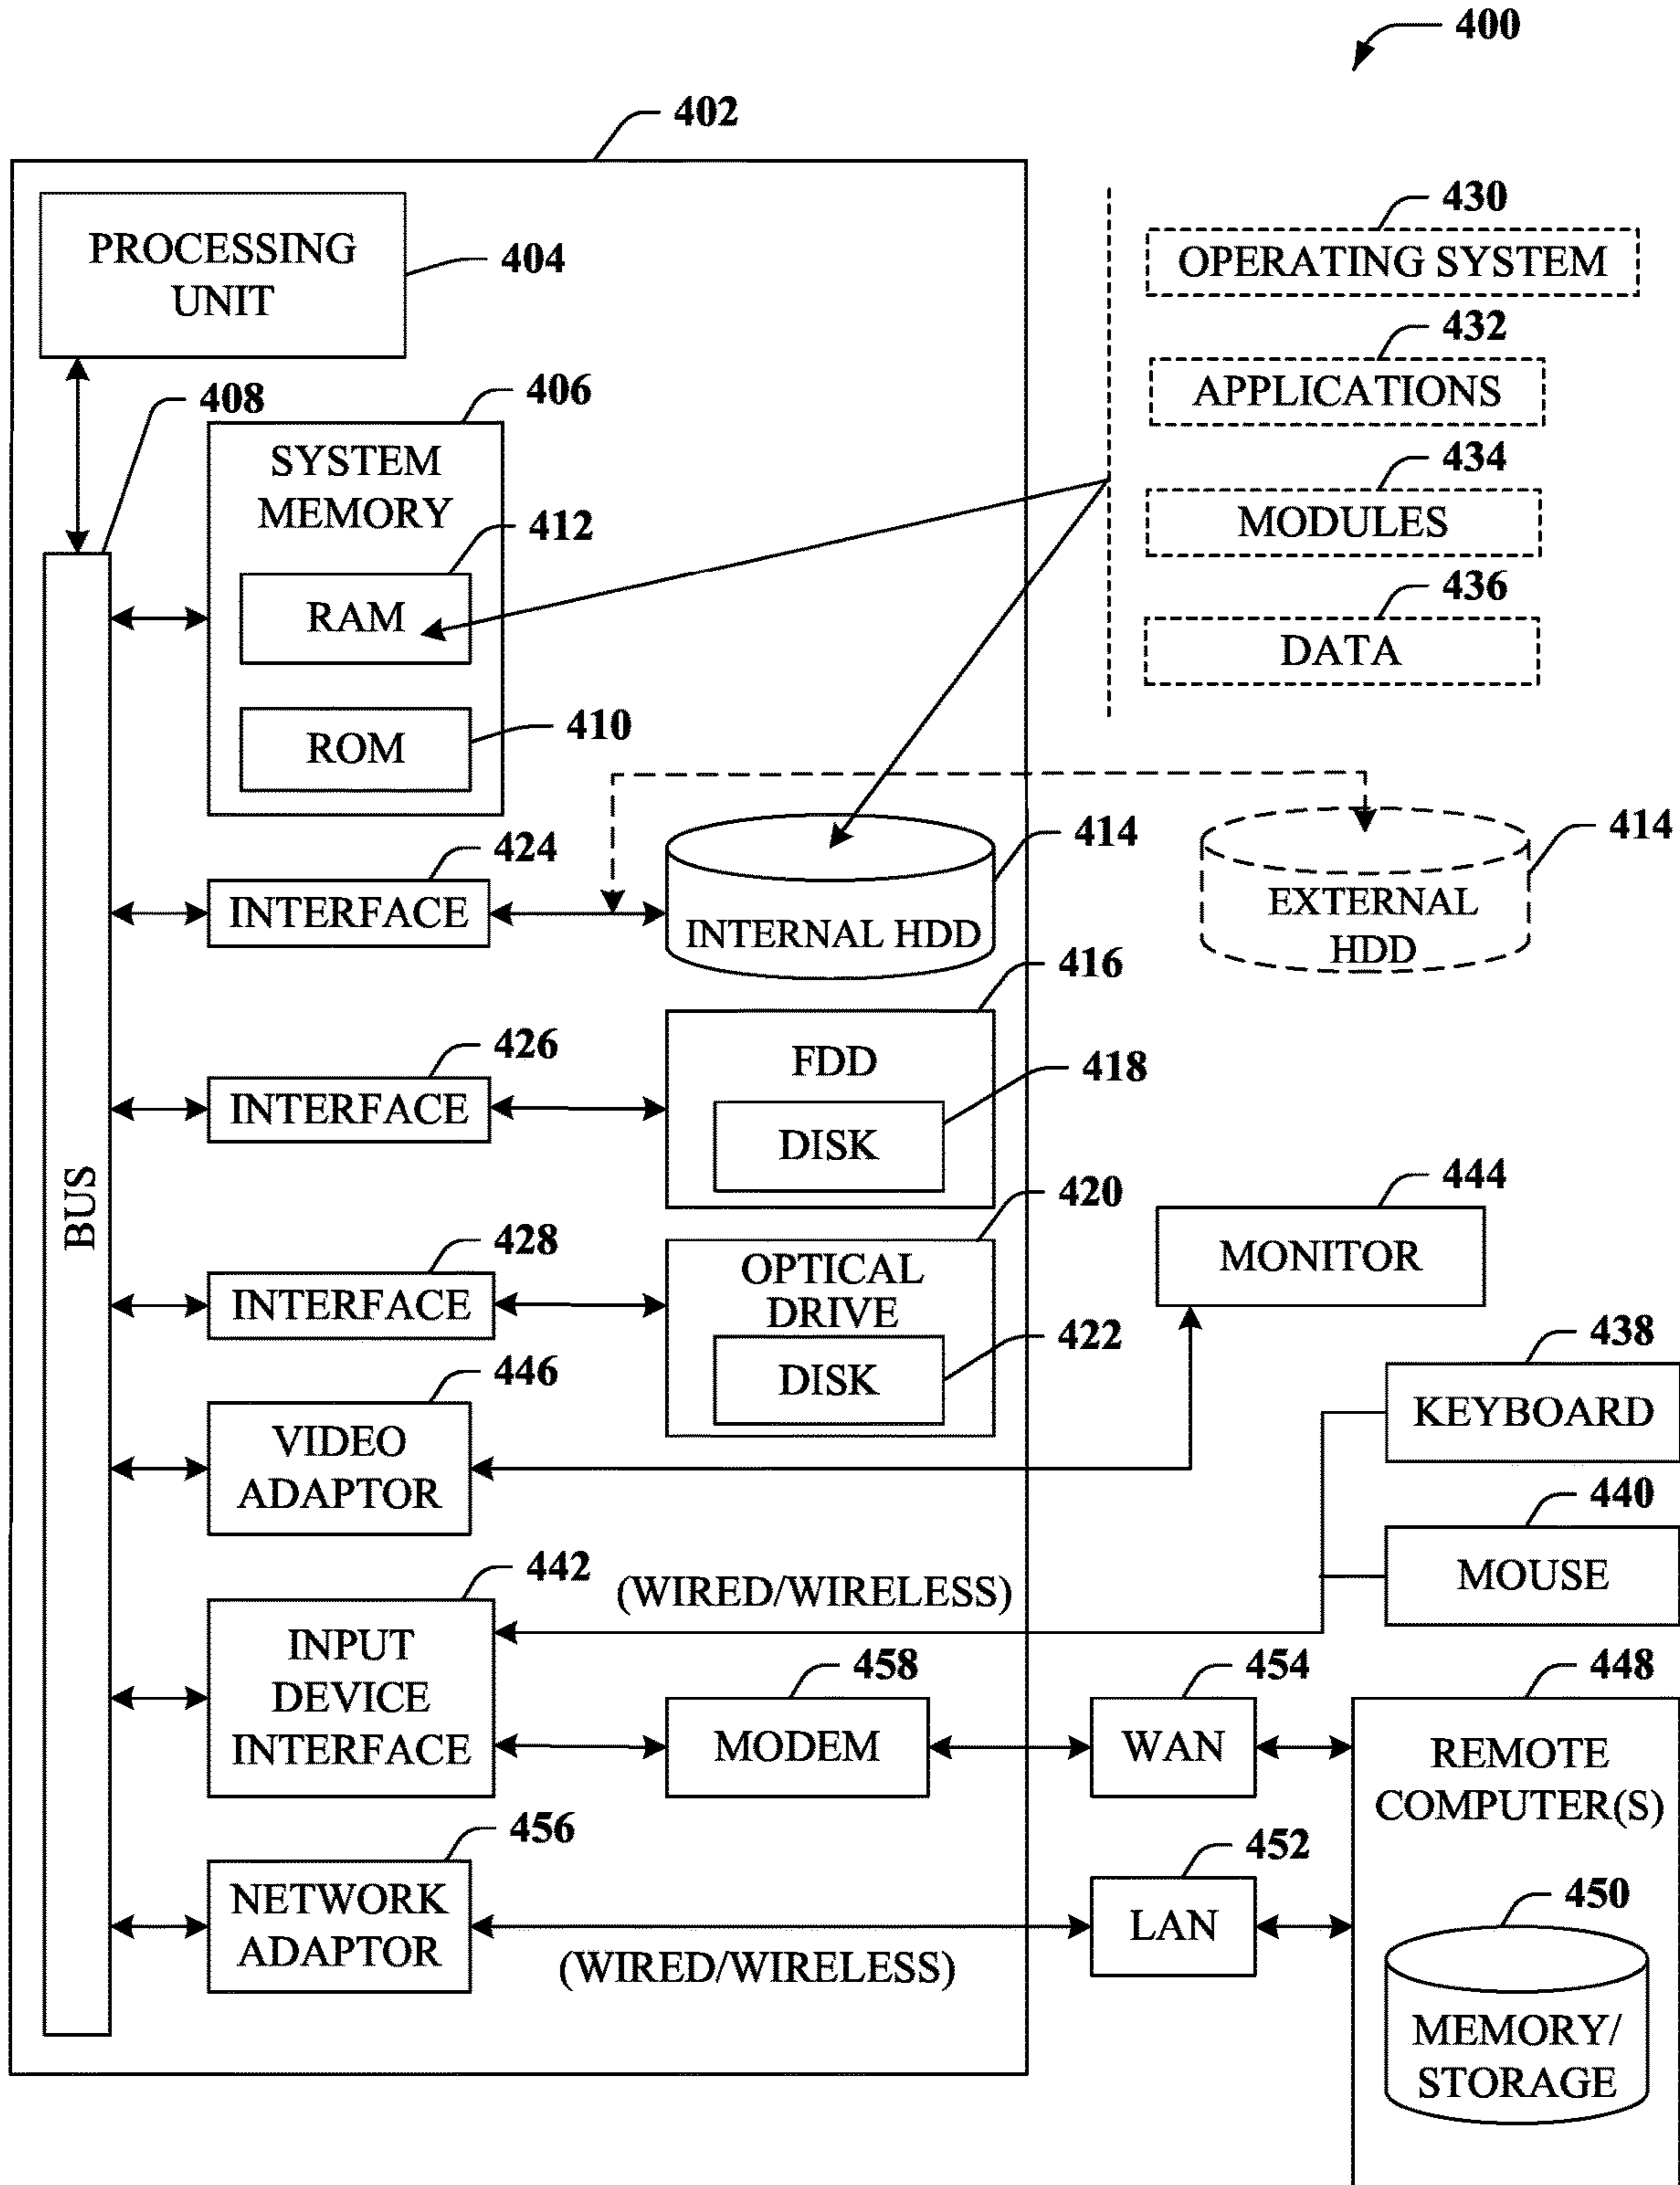 400
402
PROCESSING
UNIT
404
408
406
SYSTEM
MEMORY
412
RAM
410
ROM
430
OPERATING SYSTEM
432
APPLICATIONS
434
MODULES
436
DATA
424
INTERFACE
414
INTERNAL HDD
414
EXTERNAL
HDD
426
INTERFACE
416
FDD
418
DISK
BUS
428
INTERFACE
420
OPTICAL
DRIVE
422
DISK
444
MONITOR
446
VIDEO
ADAPTOR
438
KEYBOARD
440
MOUSE
442
INPUT
DEVICE
INTERFACE
(WIRED/WIRELESS)
458
MODEM
454
WAN
448
REMOTE
COMPUTER(S)
456
NETWORK
ADAPTOR
(WIRED/WIRELESS)
452
LAN
450
MEMORY/
STORAGE